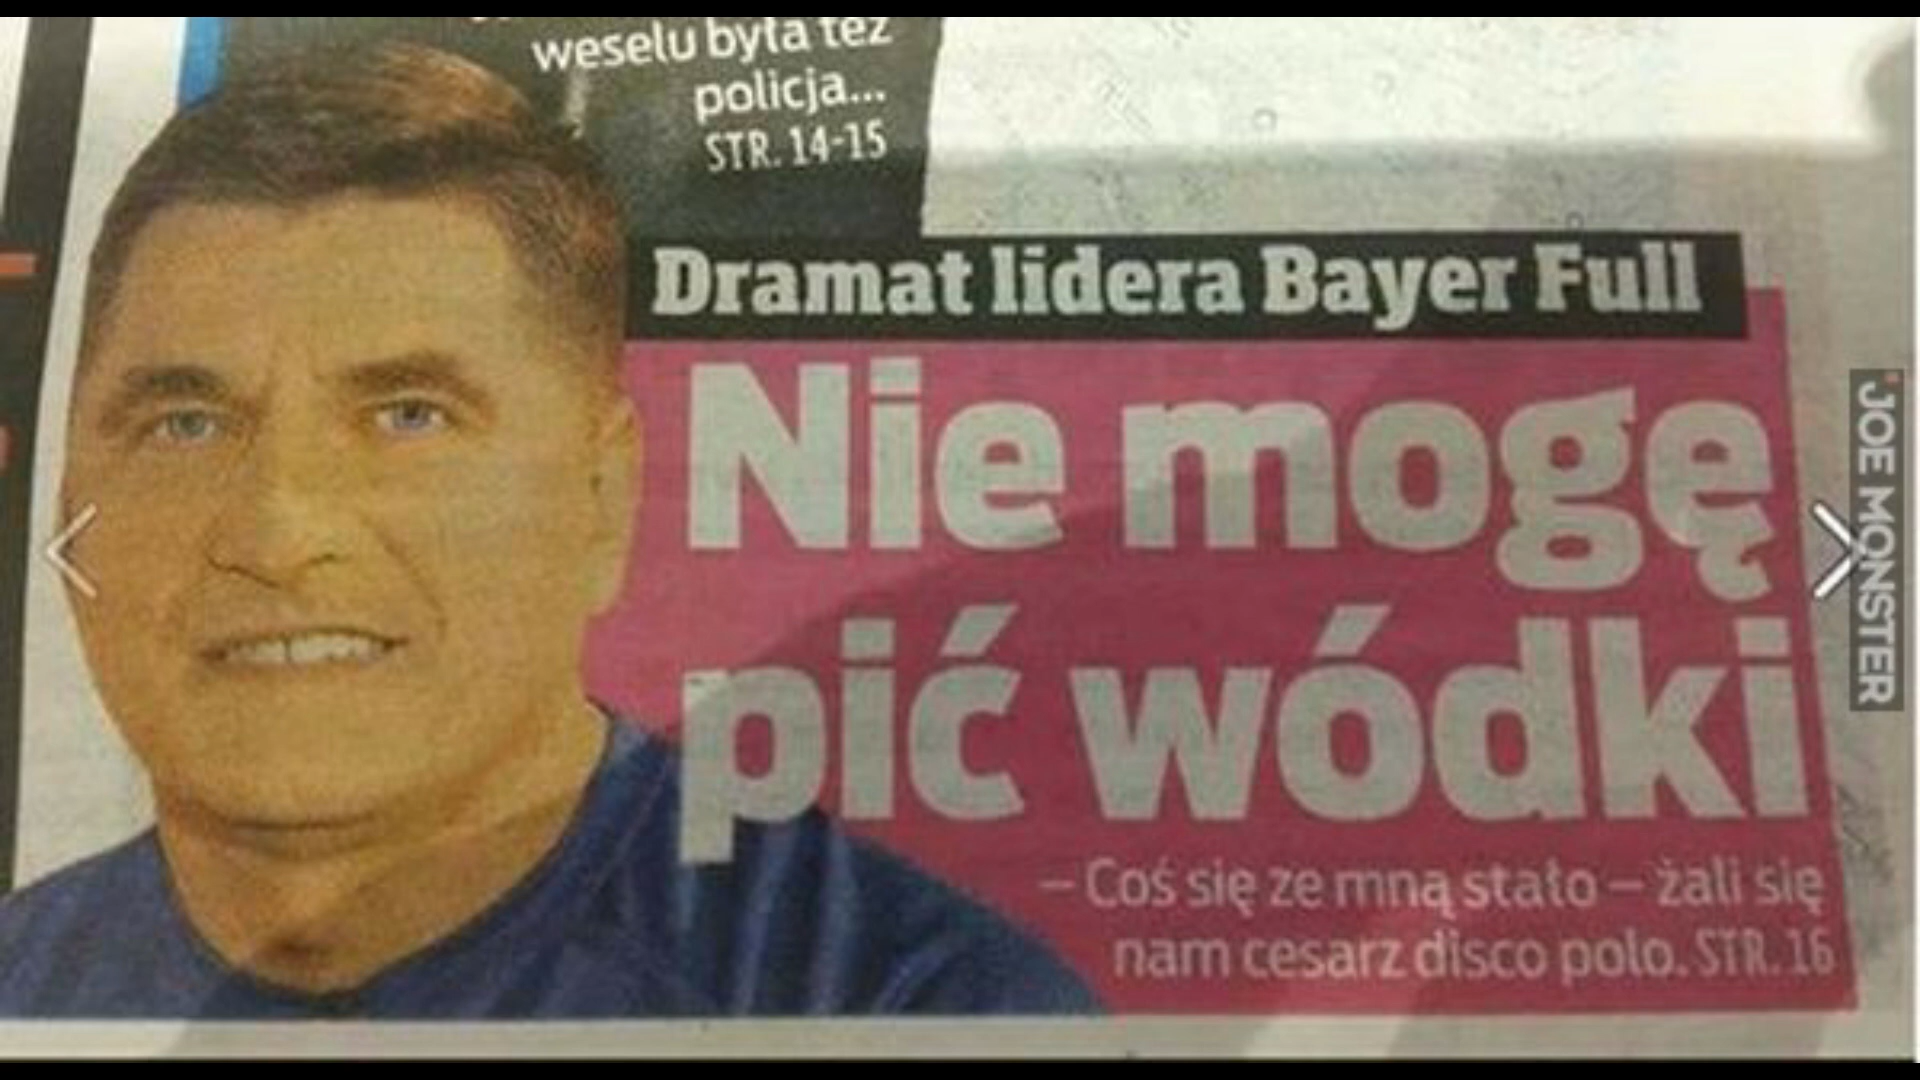 weselu była też
policja...
STR. 14-15
Dramat lidera Bayer Full
Nie mogę
pić wódki
– Coś się ze mną stało – żali się
nam cesarz disco polo. STR. 16
JOE MONSTER